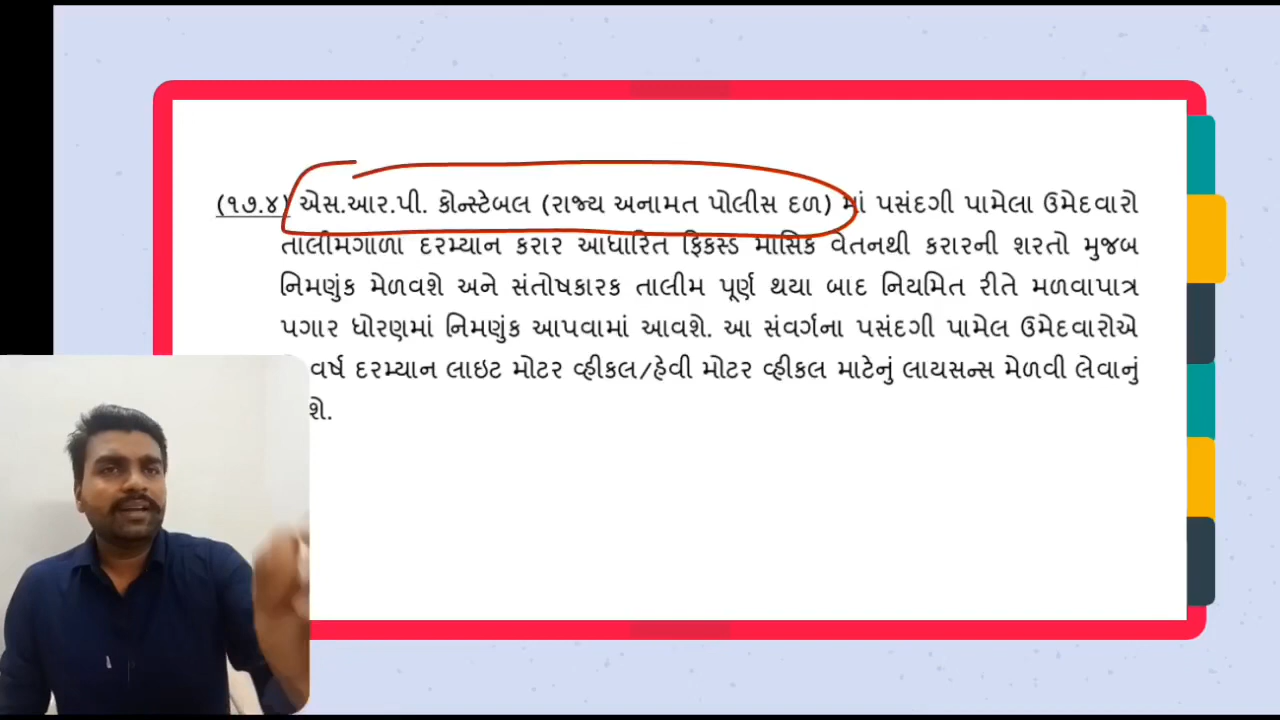 (૧૭.૪) એસ.આર.પી. કોન્સ્ટેબલ (રાજ્ય અનામત પોલીસ દળ) માં પસંદગી પામેલા ઉમેદવારો
તાલીમગાળા દરમ્યાન કરાર આધારિત ફિકસ્ડ માસિક વેતનથી કરારની શરતો મુજબ
નિમણુંક મેળવશે અને સંતોષકારક તાલીમ પૂર્ણ થયા બાદ નિયમિત રીતે મળવાપાત્ર
પગાર ધોરણમાં નિમણુંક આપવામાં આવશે. આ સંવર્ગના પસંદગી પામેલ ઉમેદવારોએ
વર્ષ દરમ્યાન લાઇટ મોટર વ્હીકલ/હેવી મોટર વ્હીકલ માટેનું લાયસન્સ મેળવી લેવાનું
શે.